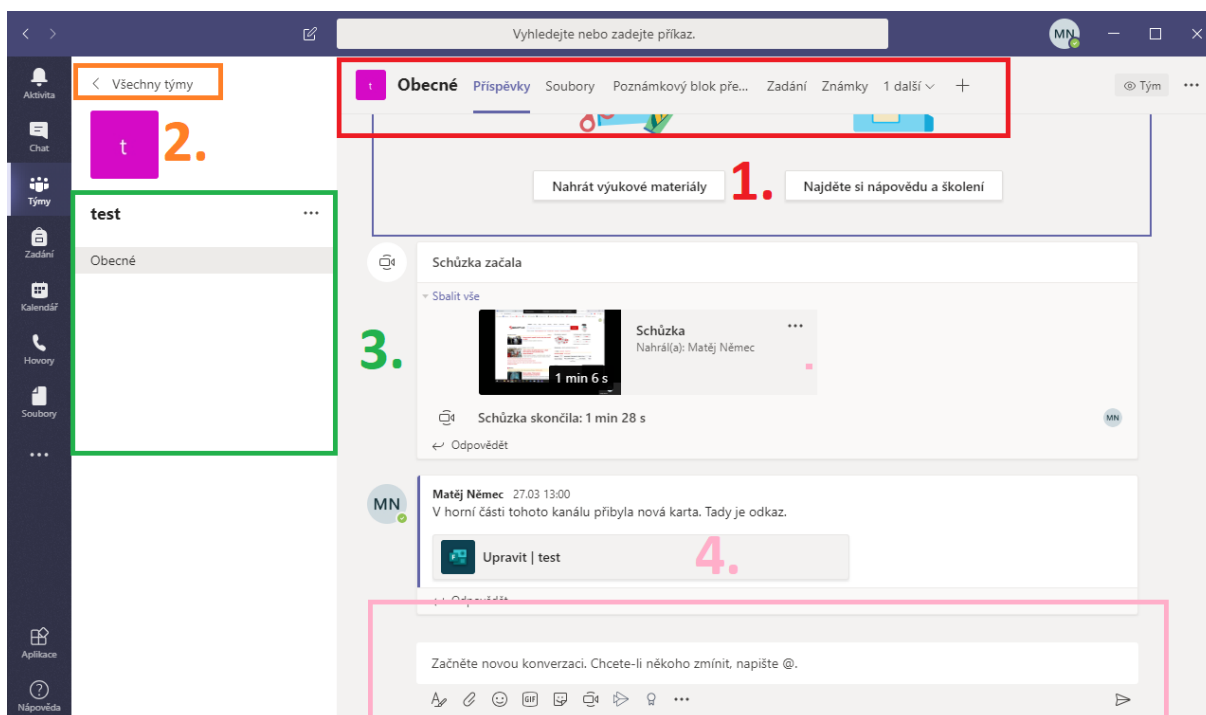 Vyhledejte nebo zadejte příkaz.
MN
Aktivita
Chat
Týmy
Zadání
Kalendář
Hovory
Soubory
Aplikace
Nápověda
Všechny týmy
t
2.
test
Obecné
3.
t Obecné Příspěvky Soubory Poznámkový blok pře... Zadání Známky 1 další
Tým
Nahrát výukové materiály 1. Najděte si nápovědu a školení
Schůzka začala
Sbalit vše
Schůzka
Nahrál(a): Matěj Němec
1 min 6 s
Schůzka skončila: 1 min 28 s
MN
Odpovědět
MN
Matěj Němec 27.03 13:00
V horní části tohoto kanálu přibyla nová karta. Tady je odkaz.
Upravit | test
4.
Odpovědět
Začněte novou konverzaci. Chcete-li někoho zmínit, napište @.
GIF